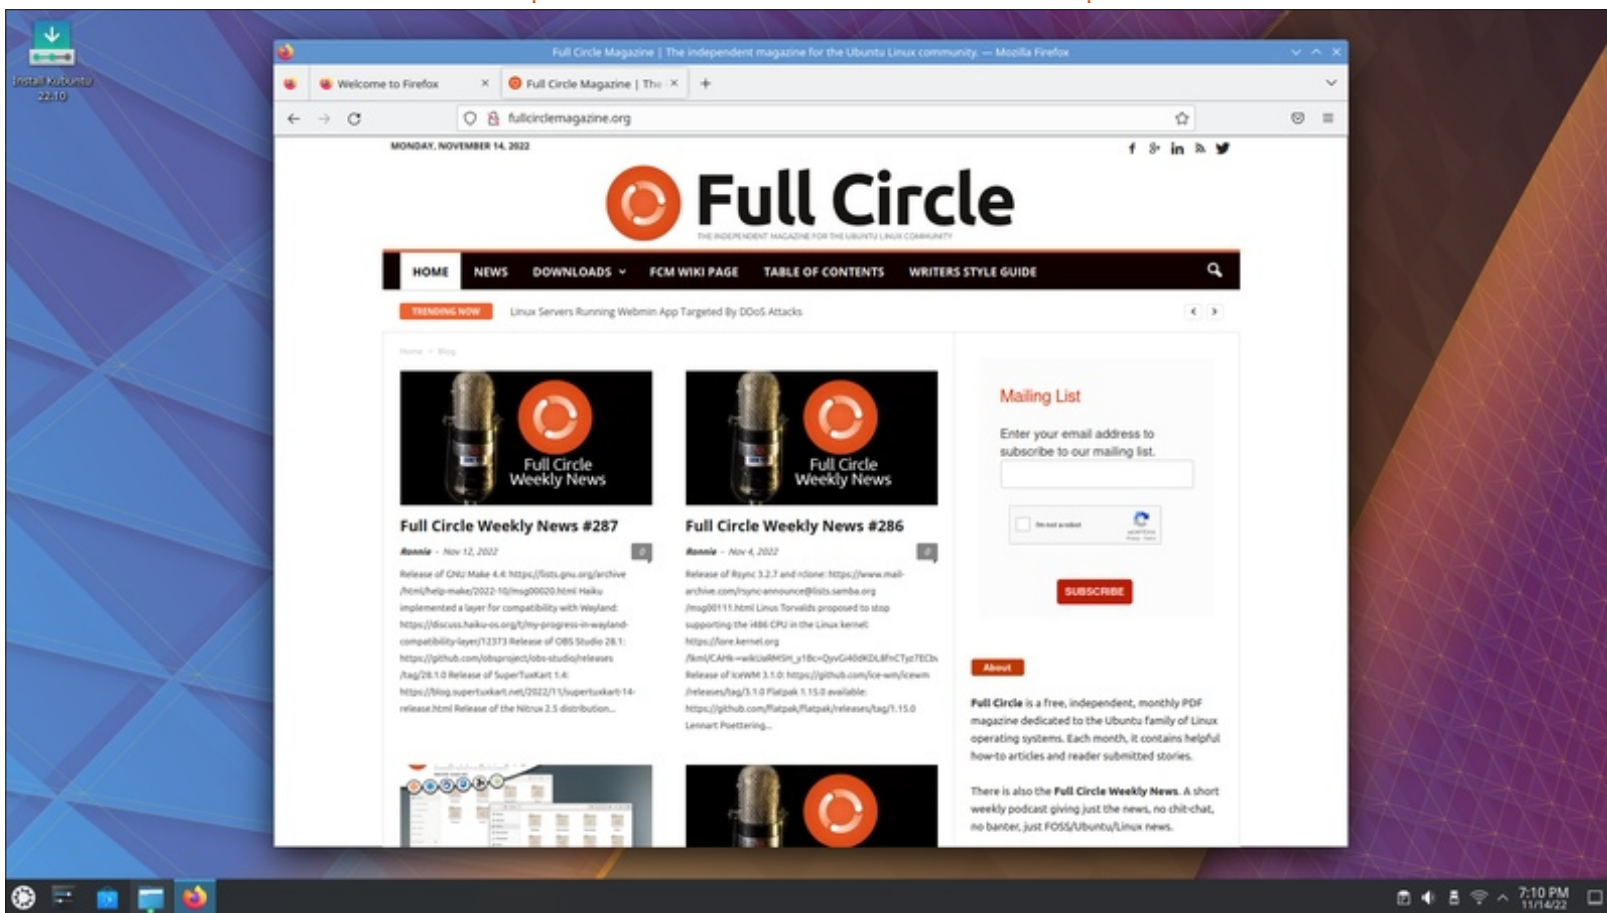 Install Kubuntu
22.10
Full Circle Magazine | The independent magazine for the Ubuntu Linux community. — Mozilla Firefox
Welcome to Firefox
Full Circle Magazine | The
fullcirclemagazine.org
MONDAY, NOVEMBER 14, 2022
Full Circle
THE INDEPENDENT MAGAZINE FOR THE UBUNTU LINUX COMMUNITY
HOME NEWS DOWNLOADS FCM WIKI PAGE TABLE OF CONTENTS WRITERS STYLE GUIDE
TRENDING NOW Linux Servers Running Webmin App Targeted By DDoS Attacks
Home Blog
Full Circle
Weekly News
Full Circle Weekly News #287
Ronnie - Nov 12, 2022 0
Release of GNU Make 4.4: https://lists.gnu.org/archive
/html/help-make/2022-10/msg00020.html Haiku
implemented a layer for compatibility with Wayland:
https://discuss.haiku-os.org/t/my-progress-in-wayland-
compatibility-layer/12373 Release of OBS Studio 28.1:
https://github.com/obsproject/obs-studio/releases
/tag/28.1.0 Release of SuperTuxKart 1.4:
https://blog.supertuxkart.net/2022/11/supertuxkart-14-
release.html Release of the Nitrux 2.5 distribution...
Full Circle
Weekly News
Full Circle Weekly News #286
Ronnie - Nov 4, 2022 0
Release of Rsync 3.2.7 and rclone: https://www.mail-
archive.com/rsync-announce@lists.samba.org
/msg00111.html Linus Torvalds proposed to stop
supporting the i486 CPU in the Linux kernel:
https://lore.kernel.org
Release of IceWM 3.1.0: https://github.com/ice-wm/icewm
/releases/tag/3.1.0 Flatpak 1.15.0 available:
https://github.com/flatpak/flatpak/releases/tag/1.15.0
Lennart Poettering...
Mailing List
Enter your email address to
subscribe to our mailing list.
I'm not a robot
reCAPTCHA
Privacy - Terms
SUBSCRIBE
About
Full Circle is a free, independent, monthly PDF
magazine dedicated to the Ubuntu family of Linux
operating systems. Each month, it contains helpful
how-to articles and reader submitted stories.
There is also the Full Circle Weekly News. A short
weekly podcast giving just the news, no chit-chat,
no banter, just FOSS/Ubuntu/Linux news.
7:10 PM
11/14/22